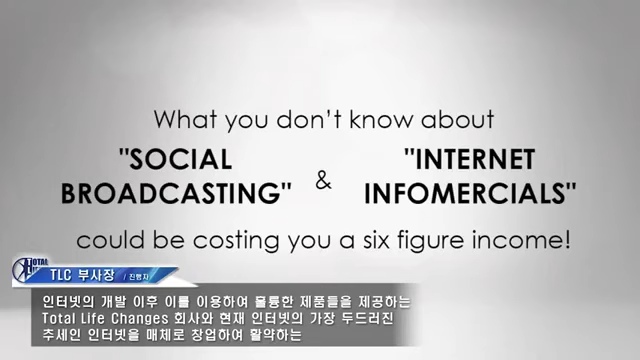 What you don't know about
"SOCIAL BROADCASTING" & "INTERNET INFOMERCIALS"
could be costing you a six figure income!
TOTAL
TLC 부사장 / 진행자
인터넷의 개발 이후 이를 이용하여 훌륭한 제품들을 제공하는
Total Life Changes 회사와 현재 인터넷의 가장 두드러진
추세인 인터넷을 매체로 창업하여 활약하는